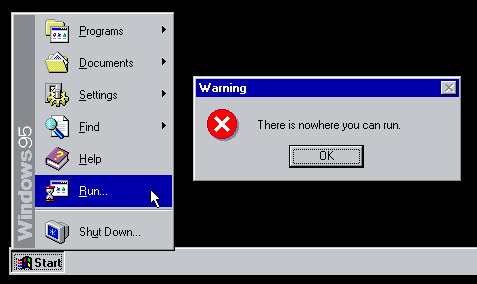 Programs
Documents
Settings
Find
Help
Run...
Shut Down...
Windows95
Start
Warning
There is nowhere you can run.
OK